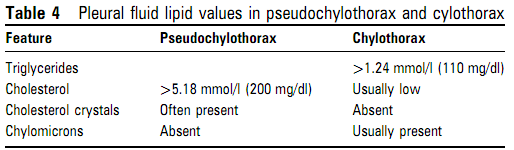 Table 4 Pleural fluid lipid values in pseudochylothorax and cylothorax
Feature Pseudochylothorax Chylothorax
Triglycerides >1.24 mmol/l (110 mg/dl)
Cholesterol >5.18 mmol/l (200 mg/dl) Usually low
Cholesterol crystals Often present Absent
Chylomicrons Absent Usually present